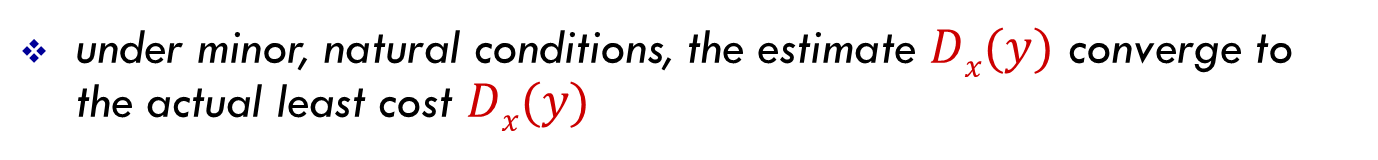 ❖ under minor, natural conditions, the estimate Dₓ(y) converge to
the actual least cost Dₓ(y)